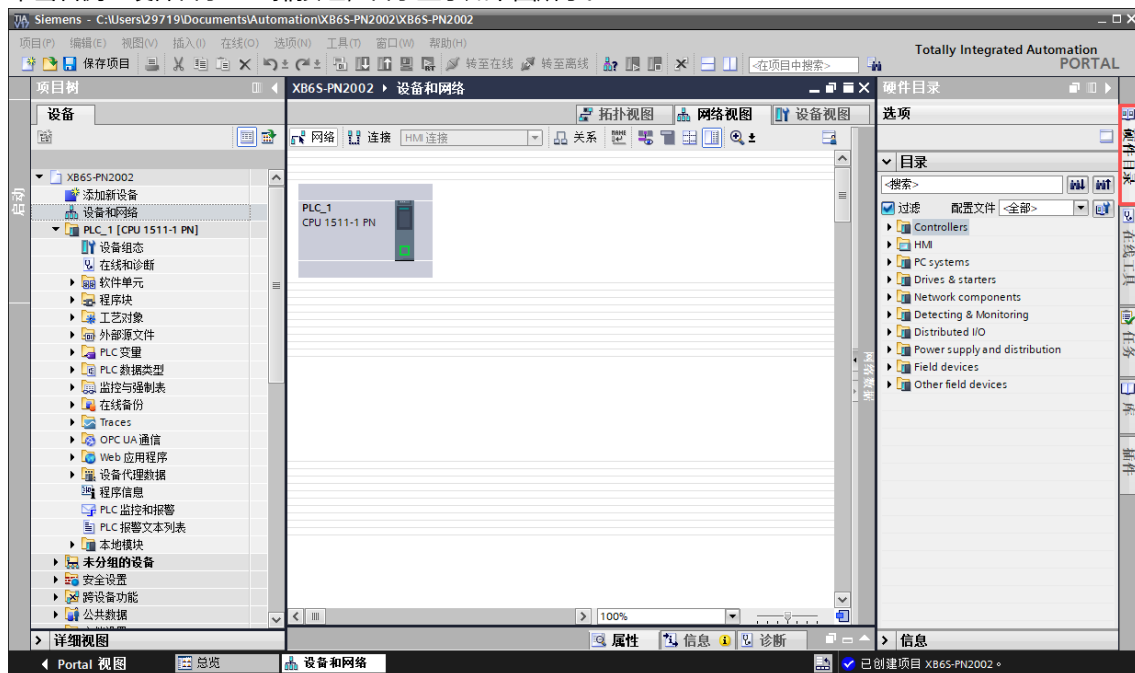 Siemens - C:\Users\29719\Documents\Automation\XB6S-PN2002\XB6S-PN2002
项目(P) 编辑(E) 视图(V) 插入(I) 在线(O) 选项(N) 工具(T) 窗口(W) 帮助(H)
Totally Integrated Automation
PORTAL
保存项目 转至在线 转至离线 <在项目中搜索>
项目树
XB6S-PN2002 ▸ 设备和网络
硬件目录
设备
拓扑视图 网络视图 设备视图
选项
网络 连接 HMI 连接 关系
目录
<搜索>
过滤 配置文件 <全部>
XB6S-PN2002
添加新设备
设备和网络
PLC_1 [CPU 1511-1 PN]
设备组态
在线和诊断
软件单元
程序块
工艺对象
外部源文件
PLC 变量
PLC 数据类型
监控与强制表
在线备份
Traces
OPC UA 通信
Web 应用程序
设备代理数据
程序信息
PLC 监控和报警
PLC 报警文本列表
本地模块
未分组的设备
安全设置
跨设备功能
公共数据
PLC_1
CPU 1511-1 PN
Controllers
HMI
PC systems
Drives & starters
Network components
Detecting & Monitoring
Distributed I/O
Power supply and distribution
Field devices
Other field devices
启动
网络数据
硬件目录
在线工具
任务
库
插件
100%
详细视图
属性 信息 诊断
信息
Portal 视图 总览 设备和网络
已创建项目 XB6S-PN2002。